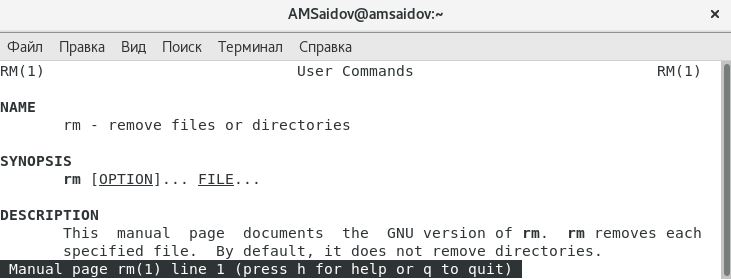 AMSaidov@amsaidov:~ ×
Файл Правка Вид Поиск Терминал Справка
RM(1) User Commands RM(1)
NAME
rm - remove files or directories
SYNOPSIS
rm [OPTION]... FILE...
DESCRIPTION
This manual page documents the GNU version of rm. rm removes each
specified file. By default, it does not remove directories.
Manual page rm(1) line 1 (press h for help or q to quit)